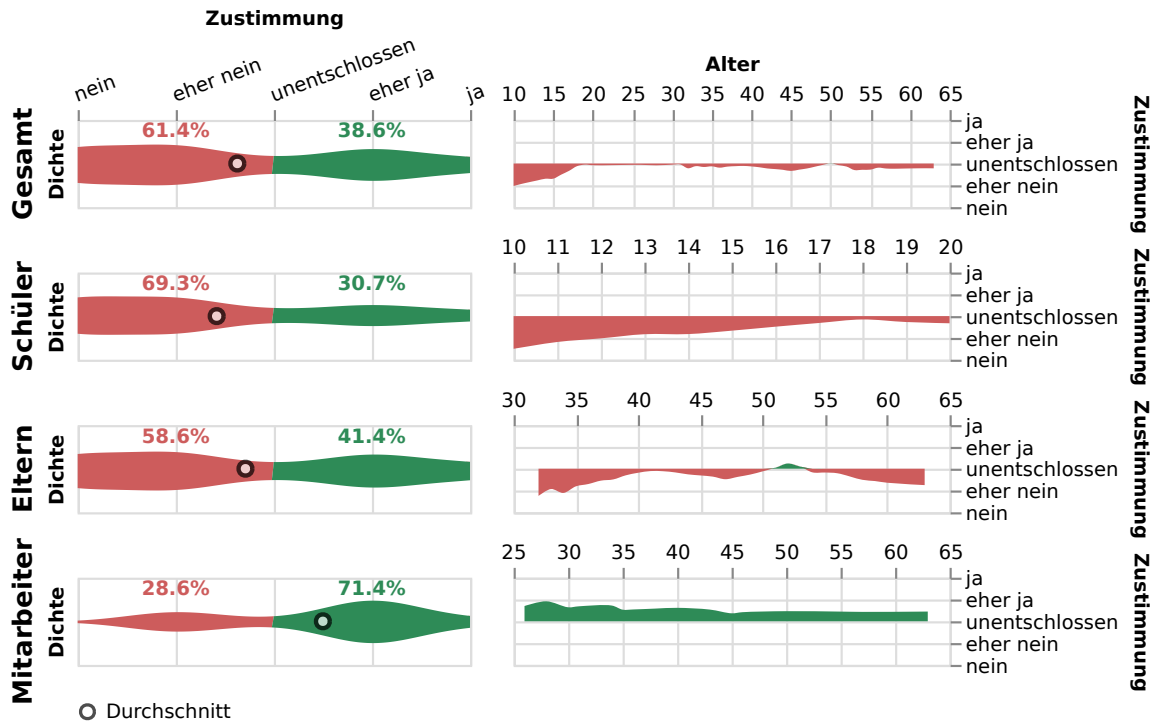 Zustimmung
nein eher nein unentschlossen eher ja ja
Alter
10 15 20 25 30 35 40 45 50 55 60 65
Gesamt
Dichte
61.4% 38.6%
ja
eher ja
unentschlossen
eher nein
nein
Zustimmung
10 11 12 13 14 15 16 17 18 19 20
Schüler
Dichte
69.3% 30.7%
ja
eher ja
unentschlossen
eher nein
nein
Zustimmung
30 35 40 45 50 55 60 65
Eltern
Dichte
58.6% 41.4%
ja
eher ja
unentschlossen
eher nein
nein
Zustimmung
25 30 35 40 45 50 55 60 65
Mitarbeiter
Dichte
28.6% 71.4%
ja
eher ja
unentschlossen
eher nein
nein
Zustimmung
Durchschnitt